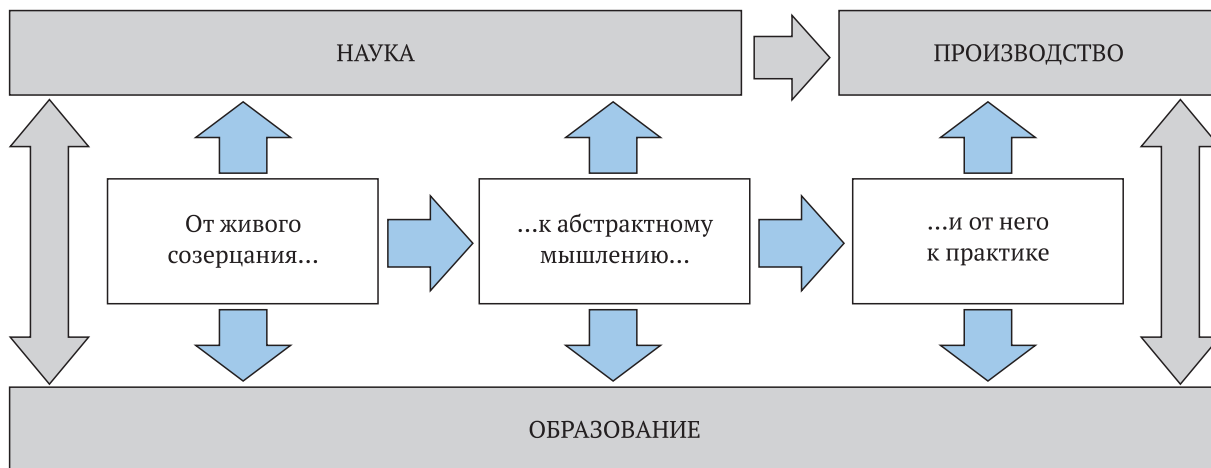 НАУКА
ПРОИЗВОДСТВО
От живого
созерцания...
...к абстрактному
мышлению...
...и от него
к практике
ОБРАЗОВАНИЕ